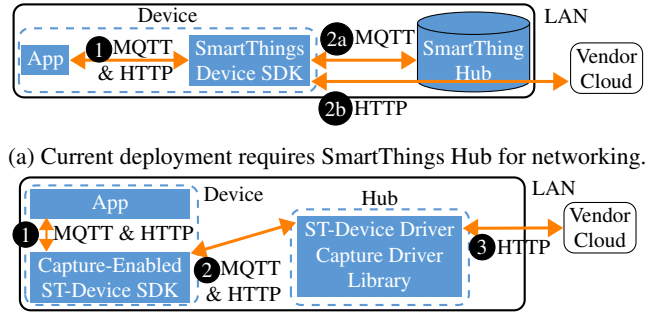 Device
LAN
App
1 MQTT
& HTTP
SmartThings
Device SDK
2a MQTT
2b HTTP
SmartThing
Hub
Vendor
Cloud
(a) Current deployment requires SmartThings Hub for networking.
Device
Hub
LAN
App
1 MQTT & HTTP
Capture-Enabled
ST-Device SDK
2 MQTT
& HTTP
ST-Device Driver
Capture Driver
Library
3 HTTP
Vendor
Cloud